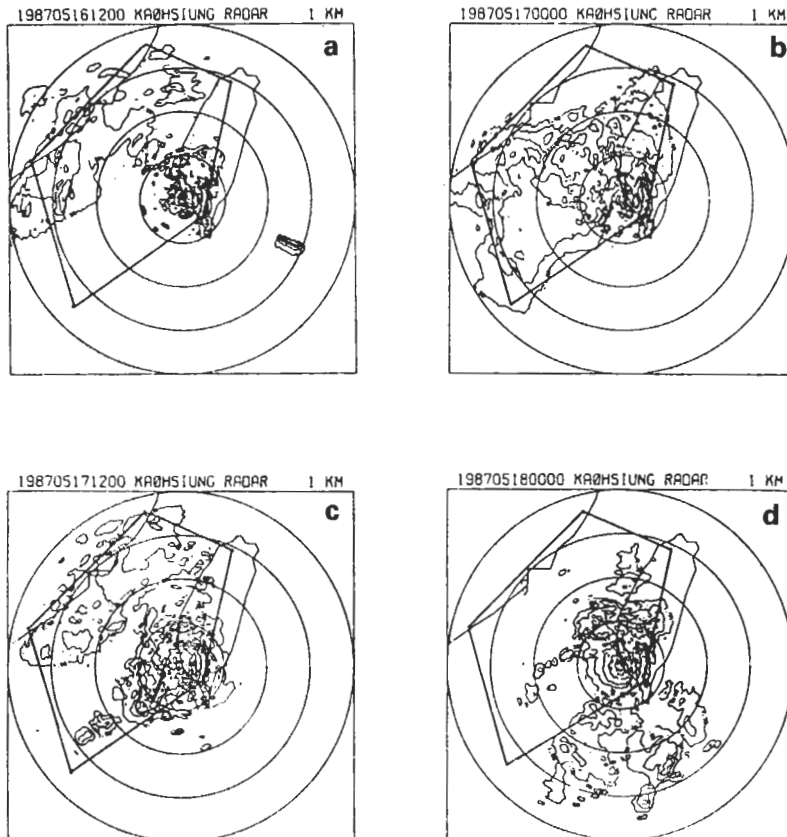 198705161200 KAØHSIUNG RADAR 1 KM
a
198705170000 KAØHSIUNG RADAR 1 KM
b
198705171200 KAØHSIUNG RADAR 1 KM
c
198705180000 KAØHSIUNG RADAR 1 KM
d